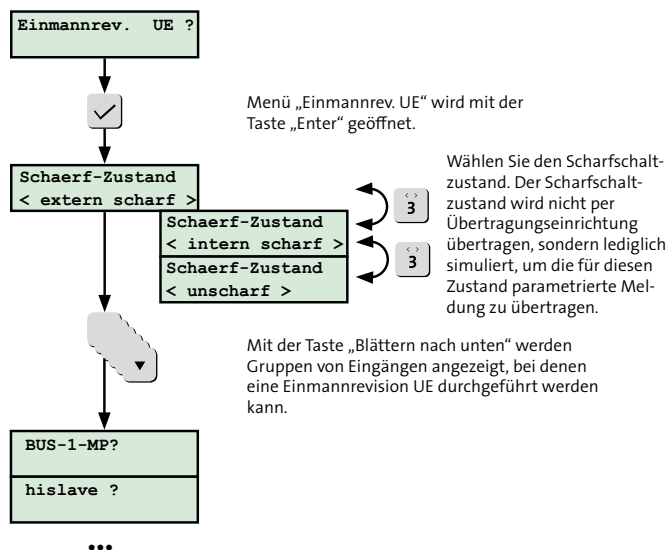 Einmannrev. UE ?
Menü „Einmannrev. UE“ wird mit der
Taste „Enter“ geöffnet.
Schaerf-Zustand
< extern scharf >
Schaerf-Zustand
< intern scharf >
Schaerf-Zustand
< unscharf >
< >
3
< >
3
Wählen Sie den Scharfschalt-
zustand. Der Scharfschalt-
zustand wird nicht per
Übertragungseinrichtung
übertragen, sondern lediglich
simuliert, um die für diesen
Zustand parametrierte Mel-
dung zu übertragen.
Mit der Taste „Blättern nach unten“ werden
Gruppen von Eingängen angezeigt, bei denen
eine Einmannrevision UE durchgeführt werden
kann.
BUS-1-MP?
hislave ?
•••